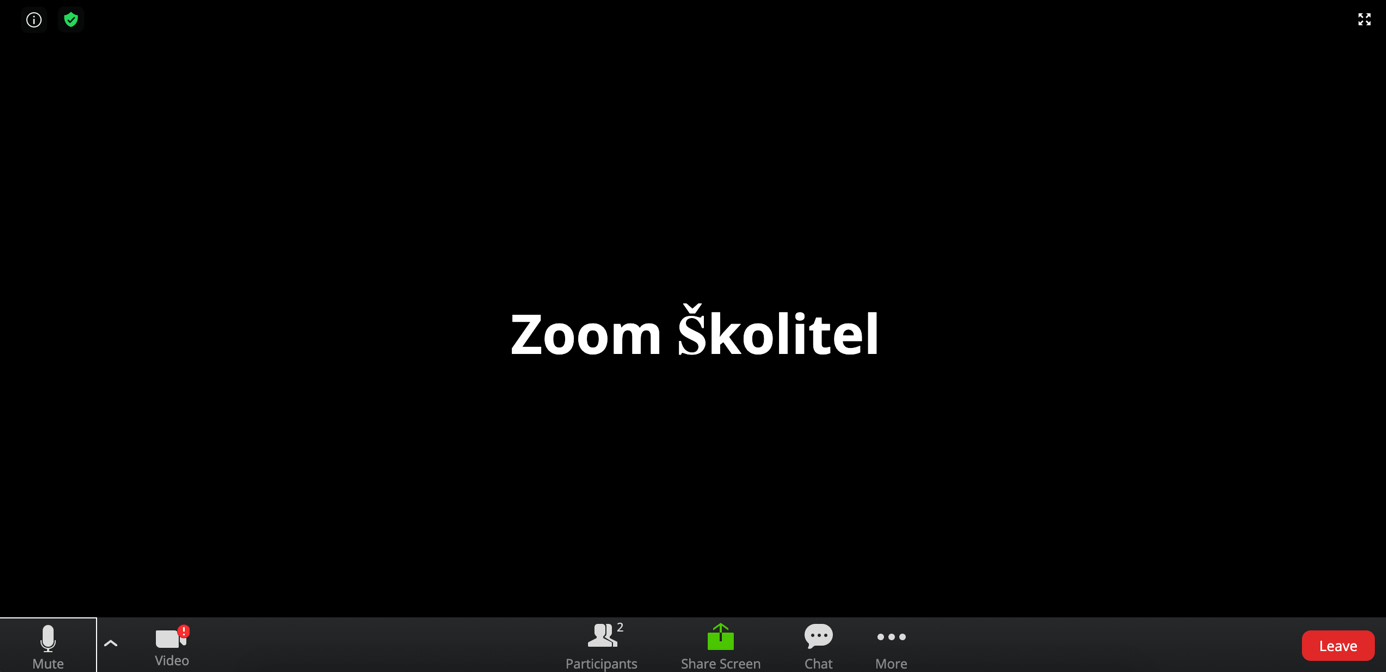 Zoom Školitel
2
Mute
Video
Participants
Share Screen
Chat
More
Leave